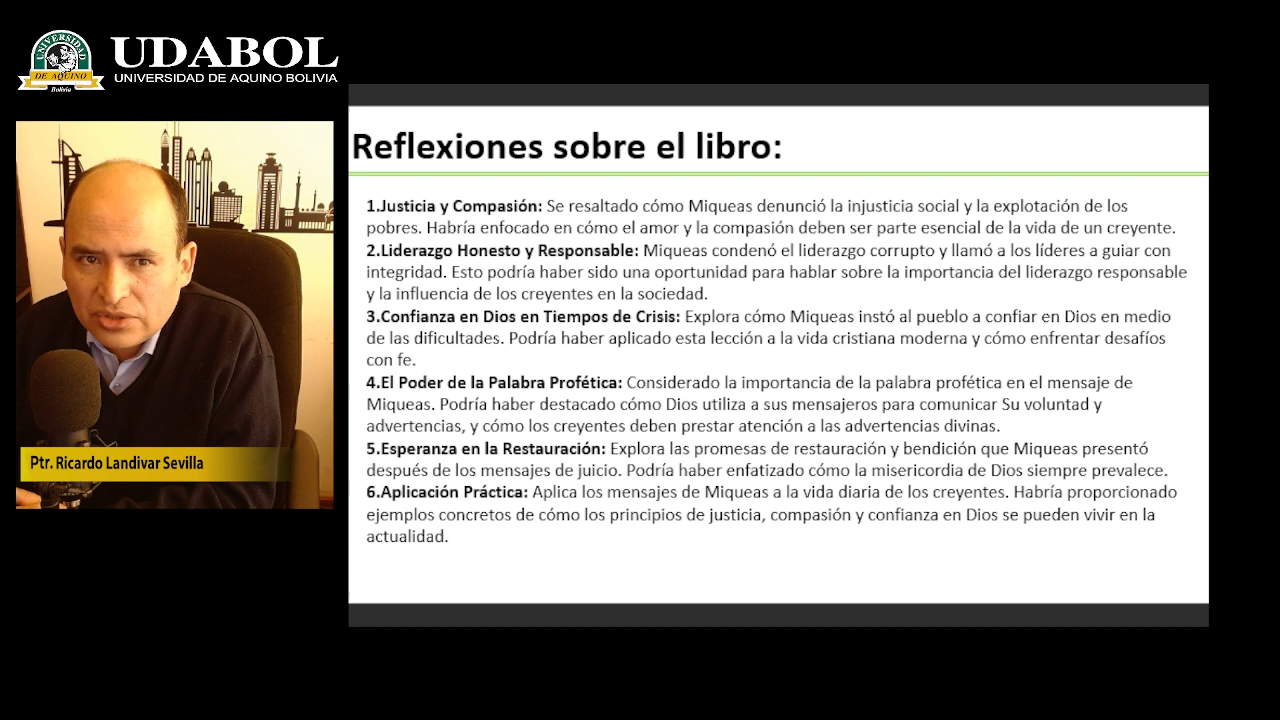 UNIVERSIDAD
DE AQUINO
Bolivia
UDABOL
UNIVERSIDAD DE AQUINO BOLIVIA
Ptr. Ricardo Landivar Sevilla
Reflexiones sobre el libro:
1.Justicia y Compasión: Se resaltado cómo Miqueas denunció la injusticia social y la explotación de los
pobres. Habría enfocado en cómo el amor y la compasión deben ser parte esencial de la vida de un creyente.
2.Liderazgo Honesto y Responsable: Miqueas condenó el liderazgo corrupto y llamó a los líderes a guiar con
integridad. Esto podría haber sido una oportunidad para hablar sobre la importancia del liderazgo responsable
y la influencia de los creyentes en la sociedad.
3.Confianza en Dios en Tiempos de Crisis: Explora cómo Miqueas instó al pueblo a confiar en Dios en medio
de las dificultades. Podría haber aplicado esta lección a la vida cristiana moderna y cómo enfrentar desafíos
con fe.
4.El Poder de la Palabra Profética: Considerado la importancia de la palabra profética en el mensaje de
Miqueas. Podría haber destacado cómo Dios utiliza a sus mensajeros para comunicar Su voluntad y
advertencias, y cómo los creyentes deben prestar atención a las advertencias divinas.
5.Esperanza en la Restauración: Explora las promesas de restauración y bendición que Miqueas presentó
después de los mensajes de juicio. Podría haber enfatizado cómo la misericordia de Dios siempre prevalece.
6.Aplicación Práctica: Aplica los mensajes de Miqueas a la vida diaria de los creyentes. Habría proporcionado
ejemplos concretos de cómo los principios de justicia, compasión y confianza en Dios se pueden vivir en la
actualidad.